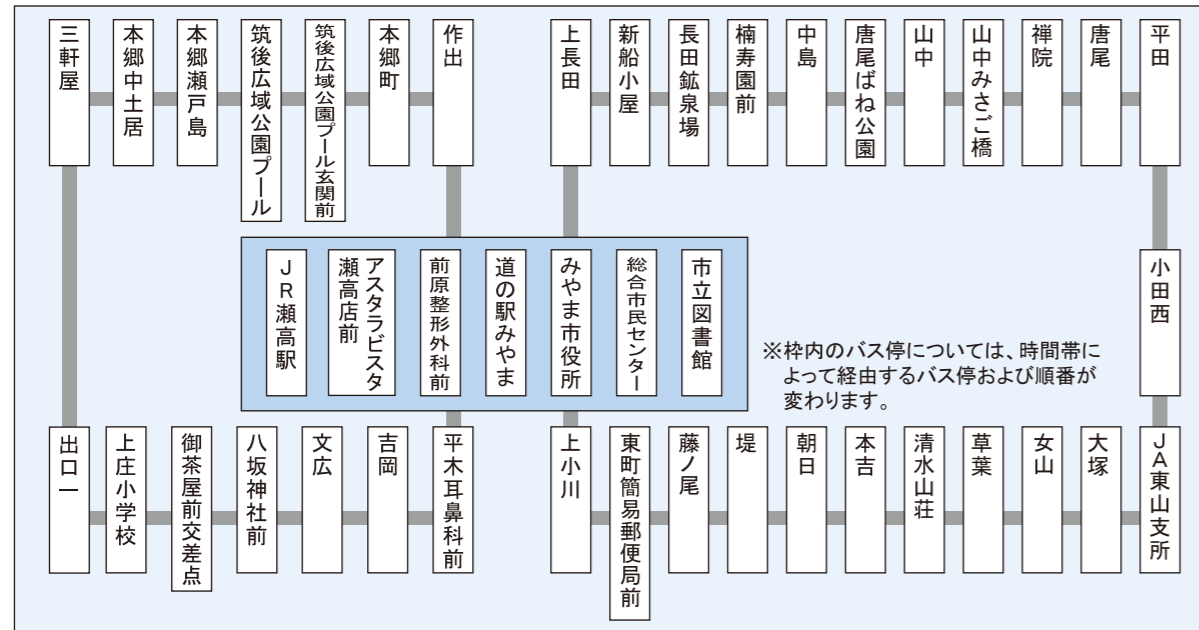 三軒屋
本郷中土居
本郷瀬戸島
筑後広域公園プール
筑後広域公園プール玄関前
本郷町
作出
上長田
新船小屋
長田鉱泉場
楠寿園前
中島
唐尾ばね公園
山中
山中みさご橋
禅院
唐尾
平田
JR瀬高駅
アスタラビスタ
瀬高店前
前原整形外科前
道の駅みやま
みやま市役所
総合市民センター
市立図書館
小田西
※枠内のバス停については、時間帯に
よって経由するバス停および順番が
変わります。
出口一
上庄小学校
御茶屋前交差点
八坂神社前
文広
吉岡
平木耳鼻科前
上小川
東町簡易郵便局前
藤ノ尾
堤
朝日
本吉
清水山荘
草葉
女山
大塚
JA東山支所